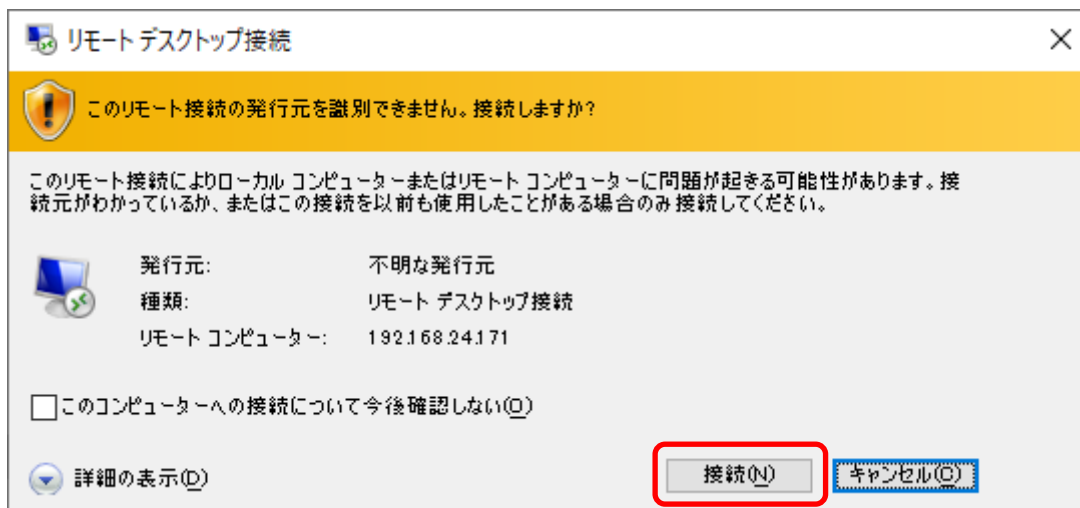 リモート デスクトップ接続
このリモート接続の発行元を識別できません。接続しますか?
このリモート接続によりローカル コンピューターまたはリモート コンピューターに問題が起きる可能性があります。接
続元がわかっているか、またはこの接続を以前も使用したことがある場合のみ接続してください。
発行元: 不明な発行元
種類: リモート デスクトップ接続
リモート コンピューター: 192.168.24.171
このコンピューターへの接続について今後確認しない(O)
詳細の表示(D) 接続(N) キャンセル(C)